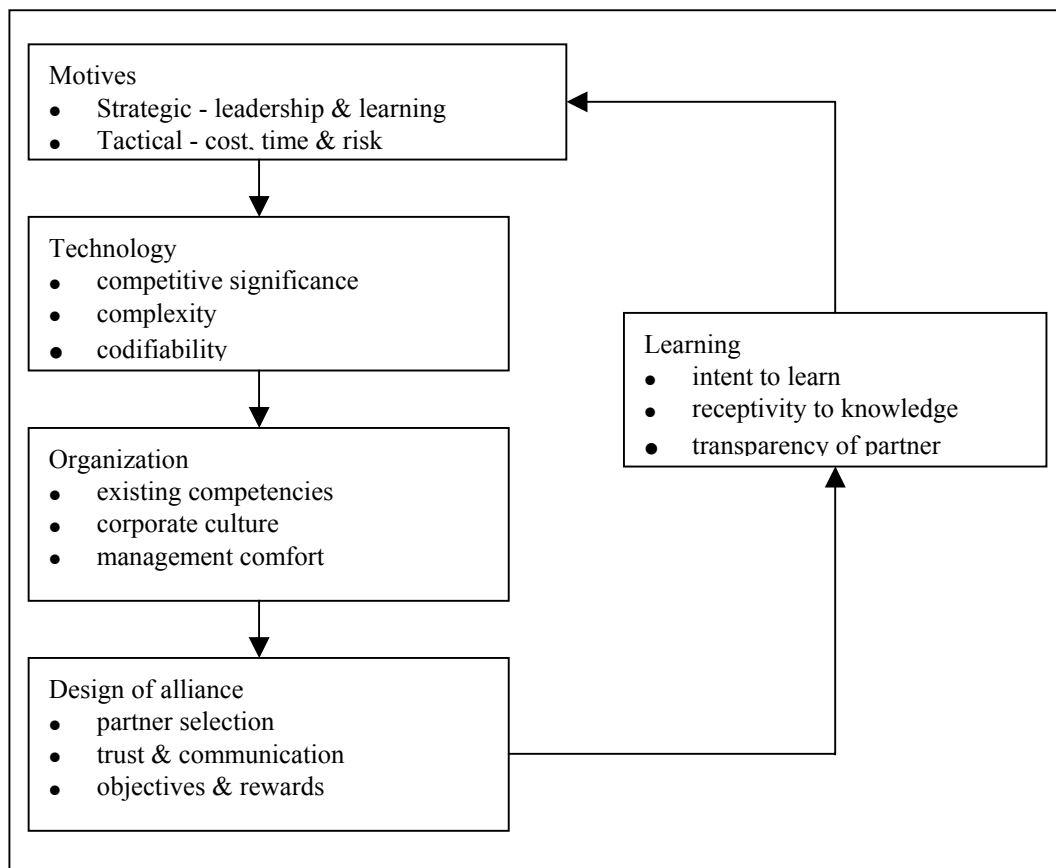 Motives
● Strategic - leadership & learning
● Tactical - cost, time & risk
Technology
● competitive significance
● complexity
● codifiability
Organization
● existing competencies
● corporate culture
● management comfort
Design of alliance
● partner selection
● trust & communication
● objectives & rewards
Learning
● intent to learn
● receptivity to knowledge
● transparency of partner